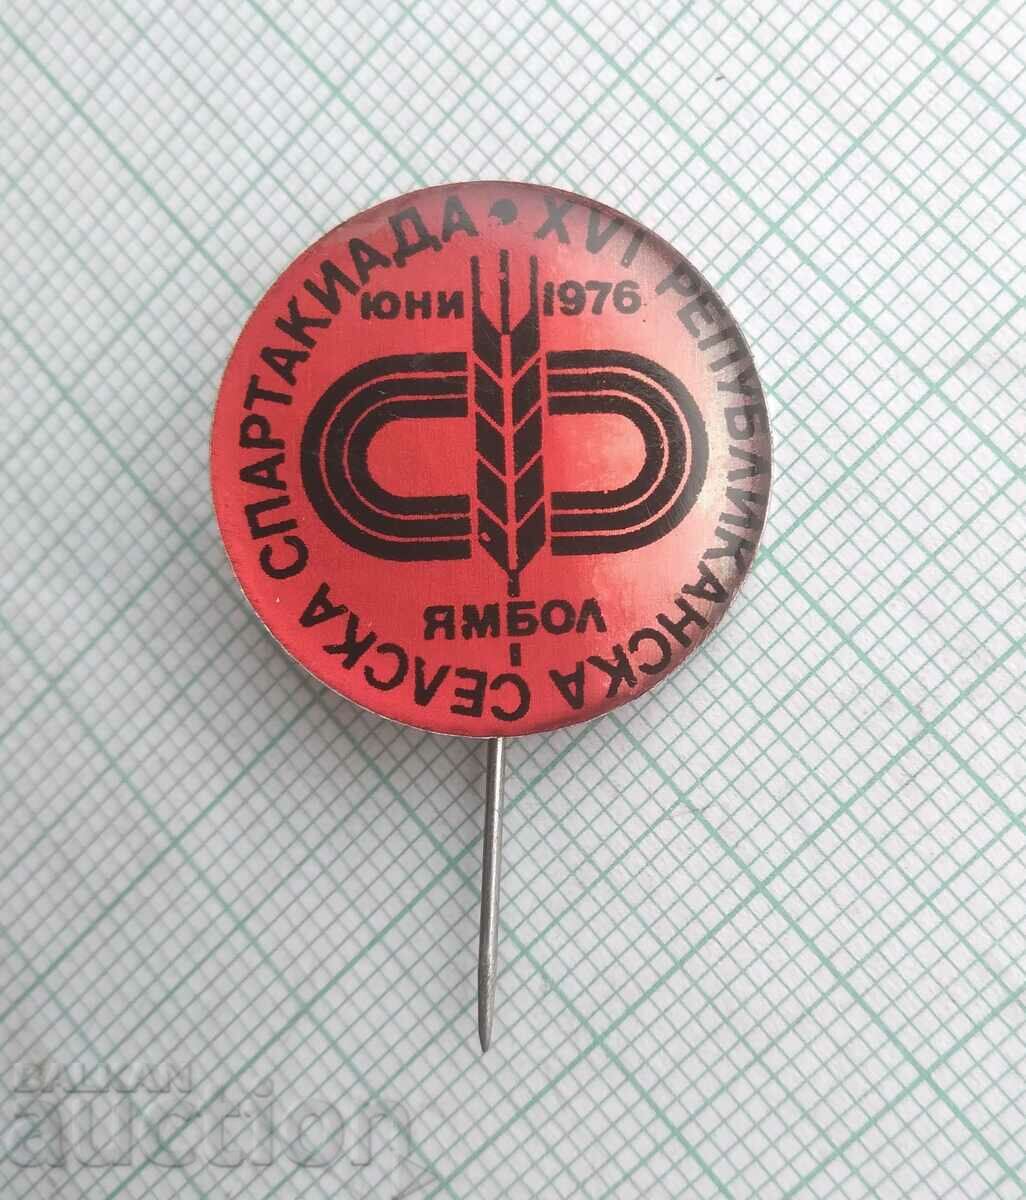 XVI РЕПУБЛИКАНСКА СЕЛСКА СПАРТАКИАДА •
ЮНИ 1976
ЯМБОЛ
BALKAN
auction